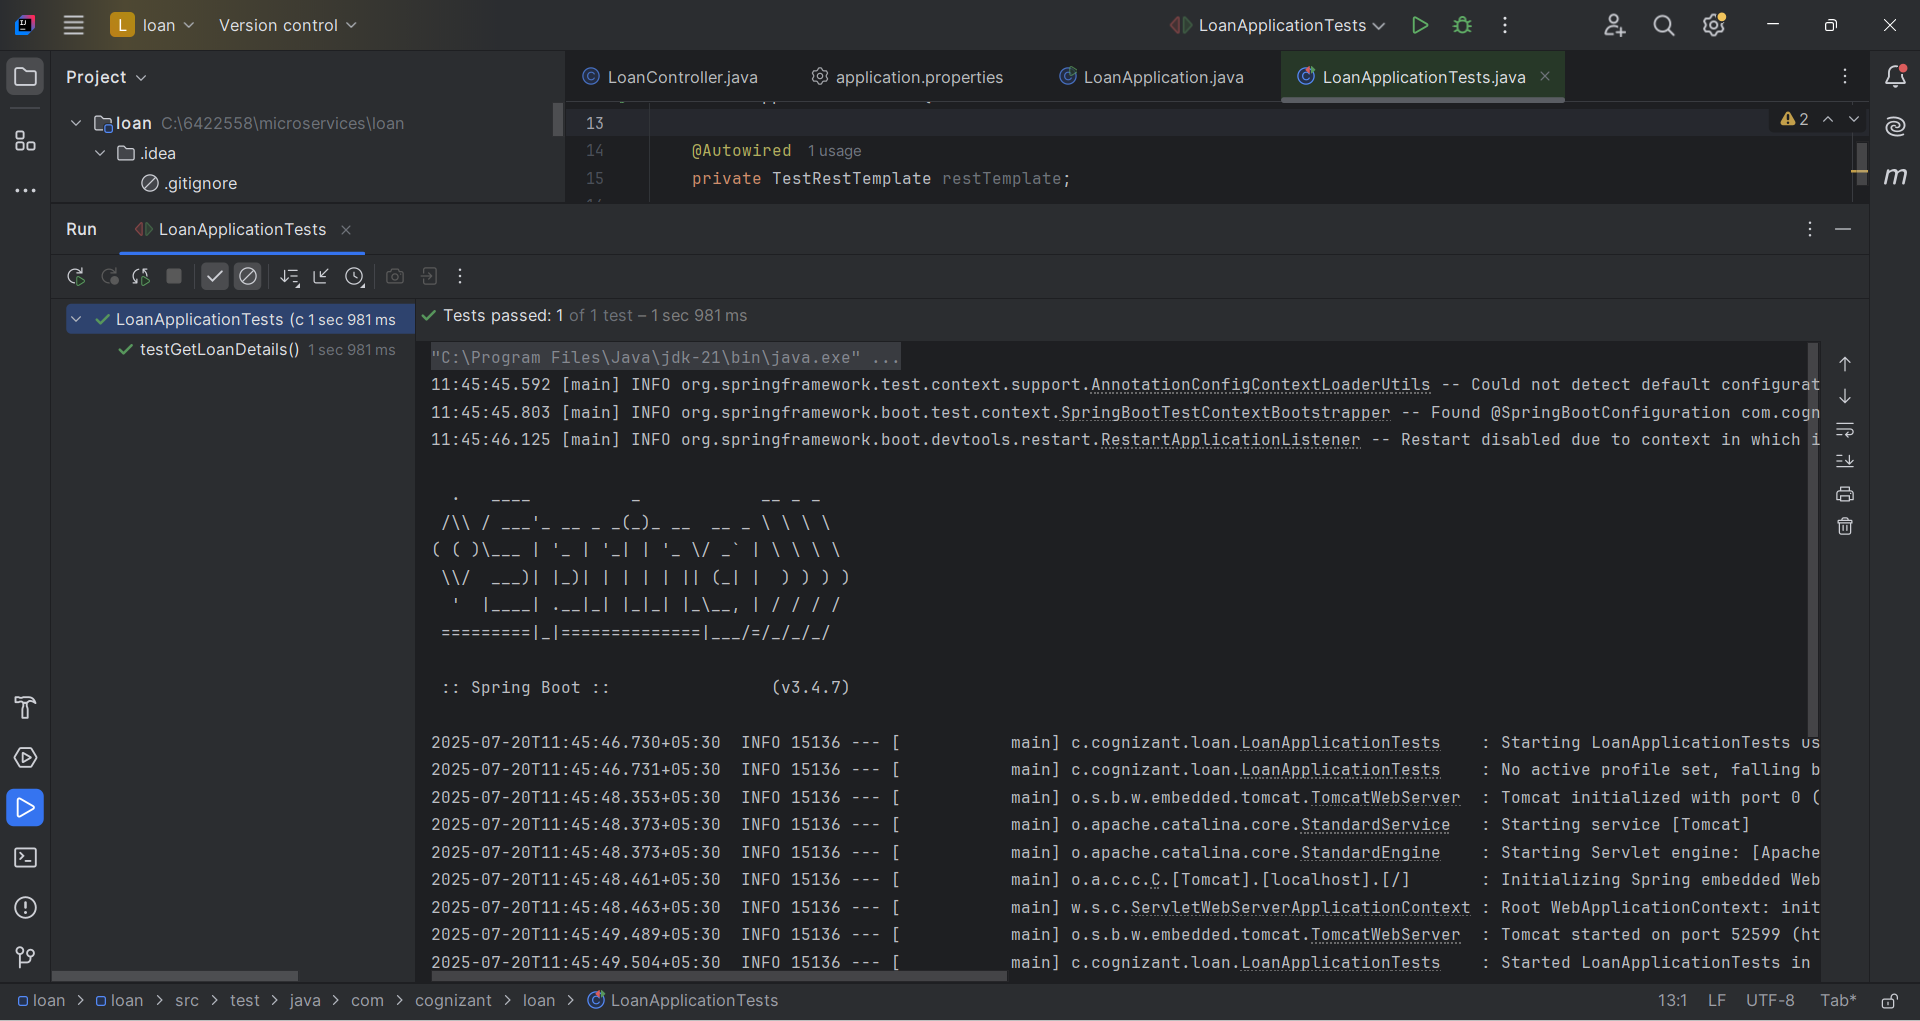 L loan Version control LoanApplicationTests
Project LoanController.java application.properties LoanApplication.java LoanApplicationTests.java
loan C:\6422558\microservices\loan
.idea
.gitignore
13
14 @Autowired 1 usage
15 private TestRestTemplate restTemplate;
2
m
Run LoanApplicationTests
LoanApplicationTests (c 1 sec 981 ms
testGetLoanDetails() 1 sec 981 ms
Tests passed: 1 of 1 test – 1 sec 981 ms
"C:\Program Files\Java\jdk-21\bin\java.exe" ...
11:45:45.592 [main] INFO org.springframework.test.context.support.AnnotationConfigContextLoaderUtils -- Could not detect default configurat
11:45:45.803 [main] INFO org.springframework.boot.test.context.SpringBootTestContextBootstrapper -- Found @SpringBootConfiguration com.cogn
11:45:46.125 [main] INFO org.springframework.boot.devtools.restart.RestartApplicationListener -- Restart disabled due to context in which i
  .   ____          _            __ _ _
 /\\ / ___'_ __ _ _(_)_ __  __ _ \ \ \ \
( ( )\___ | '_ | '_| | '_ \/ _` | \ \ \ \
 \\/  ___)| |_)| | | | | || (_| |  ) ) ) )
  '  |____| .__|_| |_|_| |_\__, | / / / /
 =========|_|==============|___/=/_/_/_/
 :: Spring Boot ::                (v3.4.7)
2025-07-20T11:45:46.730+05:30  INFO 15136 --- [           main] c.cognizant.loan.LoanApplicationTests    : Starting LoanApplicationTests us
2025-07-20T11:45:46.731+05:30  INFO 15136 --- [           main] c.cognizant.loan.LoanApplicationTests    : No active profile set, falling b
2025-07-20T11:45:48.353+05:30  INFO 15136 --- [           main] o.s.b.w.embedded.tomcat.TomcatWebServer  : Tomcat initialized with port 0 (
2025-07-20T11:45:48.373+05:30  INFO 15136 --- [           main] o.apache.catalina.core.StandardService   : Starting service [Tomcat]
2025-07-20T11:45:48.373+05:30  INFO 15136 --- [           main] o.apache.catalina.core.StandardEngine    : Starting Servlet engine: [Apache
2025-07-20T11:45:48.461+05:30  INFO 15136 --- [           main] o.a.c.c.C.[Tomcat].[localhost].[/]       : Initializing Spring embedded Web
2025-07-20T11:45:48.463+05:30  INFO 15136 --- [           main] w.s.c.ServletWebServerApplicationContext : Root WebApplicationContext: init
2025-07-20T11:45:49.489+05:30  INFO 15136 --- [           main] o.s.b.w.embedded.tomcat.TomcatWebServer  : Tomcat started on port 52599 (ht
2025-07-20T11:45:49.504+05:30  INFO 15136 --- [           main] c.cognizant.loan.LoanApplicationTests    : Started LoanApplicationTests in
loan > loan > src > test > java > com > cognizant > loan > LoanApplicationTests 13:1 LF UTF-8 Tab*